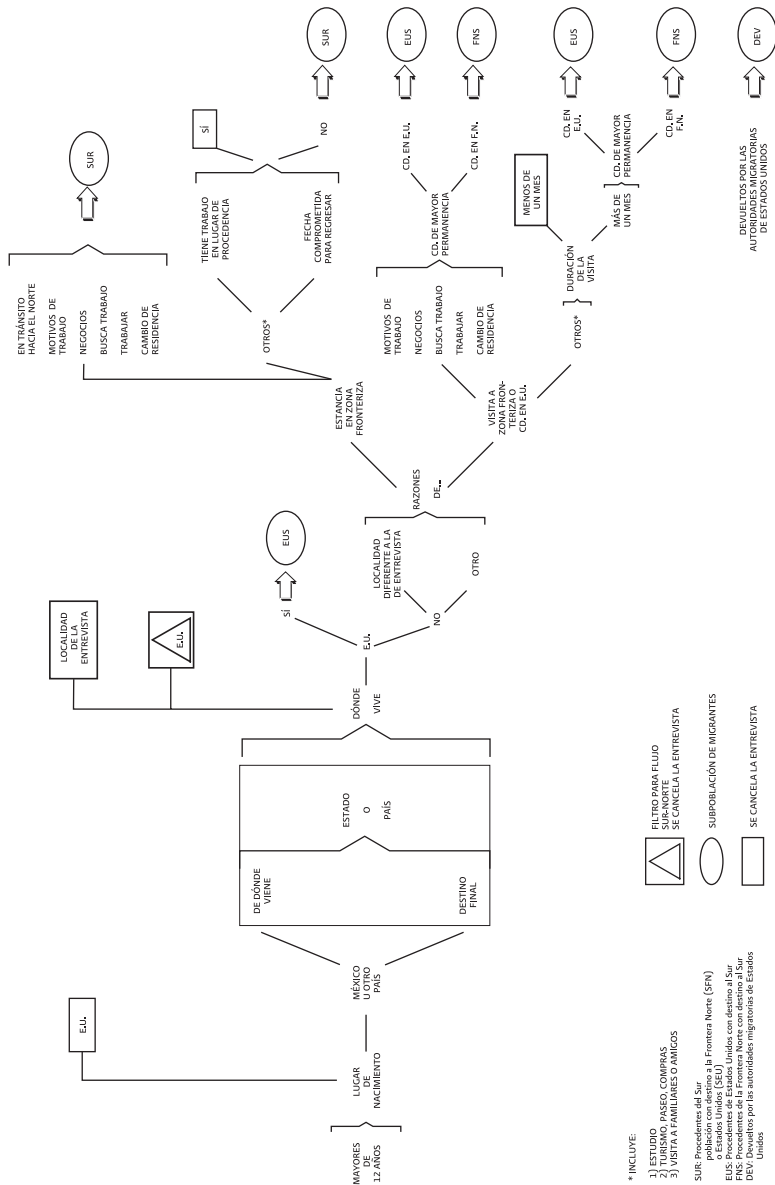 MAYORES
DE
12 AÑOS
LUGAR
DE
NACIMIENTO
E.U.
MÉXICO
U OTRO
PAÍS
DE DÓNDE
VIENE
DESTINO
FINAL
ESTADO
O
PAÍS
DÓNDE
VIVE
LOCALIDAD
DE LA
ENTREVISTA
E.U.
E.U.
SÍ
EUS
NO
LOCALIDAD
DIFERENTE A LA
DE ENTREVISTA
OTRO
RAZONES
DE...
ESTANCIA
EN ZONA
FRONTERIZA
EN TRÁNSITO
HACIA EL NORTE
MOTIVOS DE
TRABAJO
NEGOCIOS
BUSCA TRABAJO
TRABAJAR
CAMBIO DE
RESIDENCIA
SUR
OTROS*
TIENE TRABAJO
EN LUGAR DE
PROCEDENCIA
FECHA
COMPROMETIDA
PARA REGRESAR
SÍ
NO
SUR
VISITA A
ZONA FRON-
TERIZA O
CD. EN E.U.
MOTIVOS DE
TRABAJO
NEGOCIOS
BUSCA TRABAJO
TRABAJAR
CAMBIO DE
RESIDENCIA
CD. DE MAYOR
PERMANENCIA
CD. EN E.U.
EUS
CD. EN F.N.
FNS
OTROS*
DURACIÓN
DE LA
VISITA
MENOS DE
UN MES
MÁS DE
UN MES
CD. DE MAYOR
PERMANENCIA
CD. EN
E.U.
EUS
CD. EN
F.N.
FNS
DEVUELTOS POR LAS
AUTORIDADES MIGRATORIAS
DE ESTADOS UNIDOS
DEV
* INCLUYE:
1) ESTUDIO
2) TURISMO, PASEO, COMPRAS
3) VISITA A FAMILIARES O AMIGOS
SUR: Procedentes del Sur
población con destino a la Frontera Norte (SFN)
o Estados Unidos (SEU)
EUS: Procedentes de Estados Unidos con destino al Sur
FNS: Procedentes de la Frontera Norte con destino al Sur
DEV: Devueltos por las autoridades migratorias de Estados
Unidos
FILTRO PARA FLUJO
SUR-NORTE
SE CANCELA LA ENTREVISTA
SUBPOBLACIÓN DE MIGRANTES
SE CANCELA LA ENTREVISTA